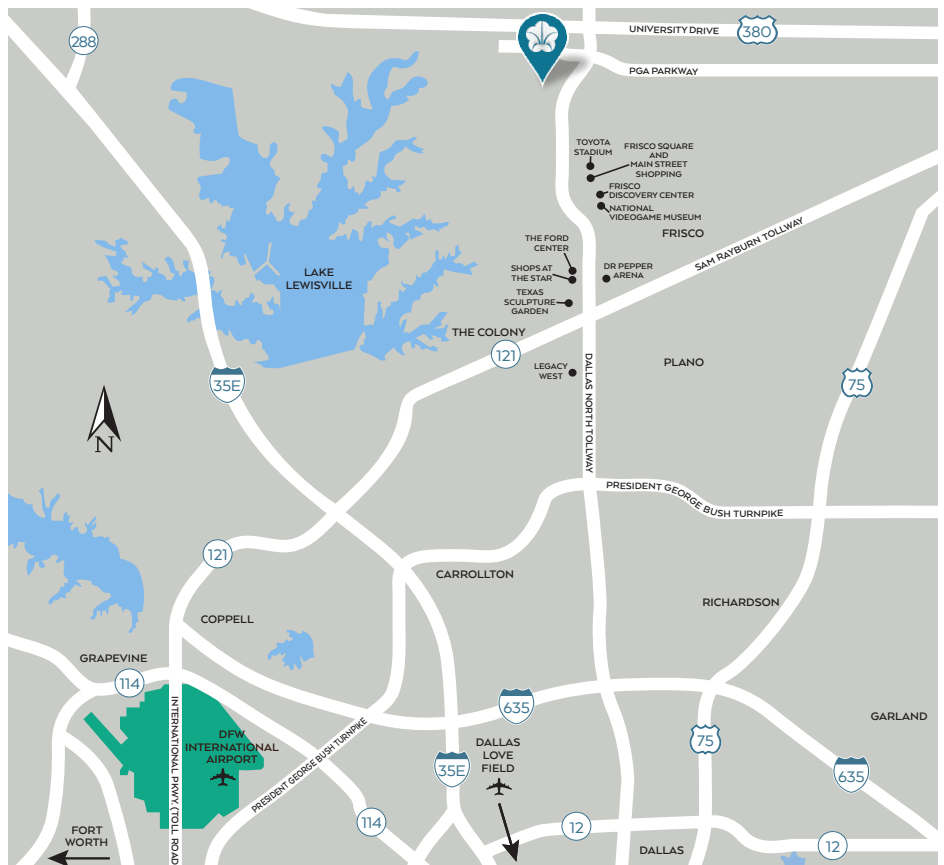 288
UNIVERSITY DRIVE
380
PGA PARKWAY
TOYOTA
STADIUM
FRISCO SQUARE
AND
MAIN STREET
SHOPPING
FRISCO
DISCOVERY CENTER
NATIONAL
VIDEOGAME MUSEUM
FRISCO
SAM RAYBURN TOLLWAY
THE FORD
CENTER
SHOPS AT
THE STAR
DR PEPPER
ARENA
TEXAS
SCULPTURE
GARDEN
LAKE
LEWISVILLE
THE COLONY
121
LEGACY
WEST
DALLAS NORTH TOLLWAY
PLANO
35E
75
N
PRESIDENT GEORGE BUSH TURNPIKE
121
CARROLLTON
RICHARDSON
COPPELL
GRAPEVINE
114
635
GARLAND
INTERNATIONAL PKWY. (TOLL ROAD
DFW
INTERNATIONAL
AIRPORT
PRESIDENT GEORGE BUSH TURNPIKE
75
DALLAS
LOVE
FIELD
35E
635
114
12
FORT
WORTH
DALLAS
12